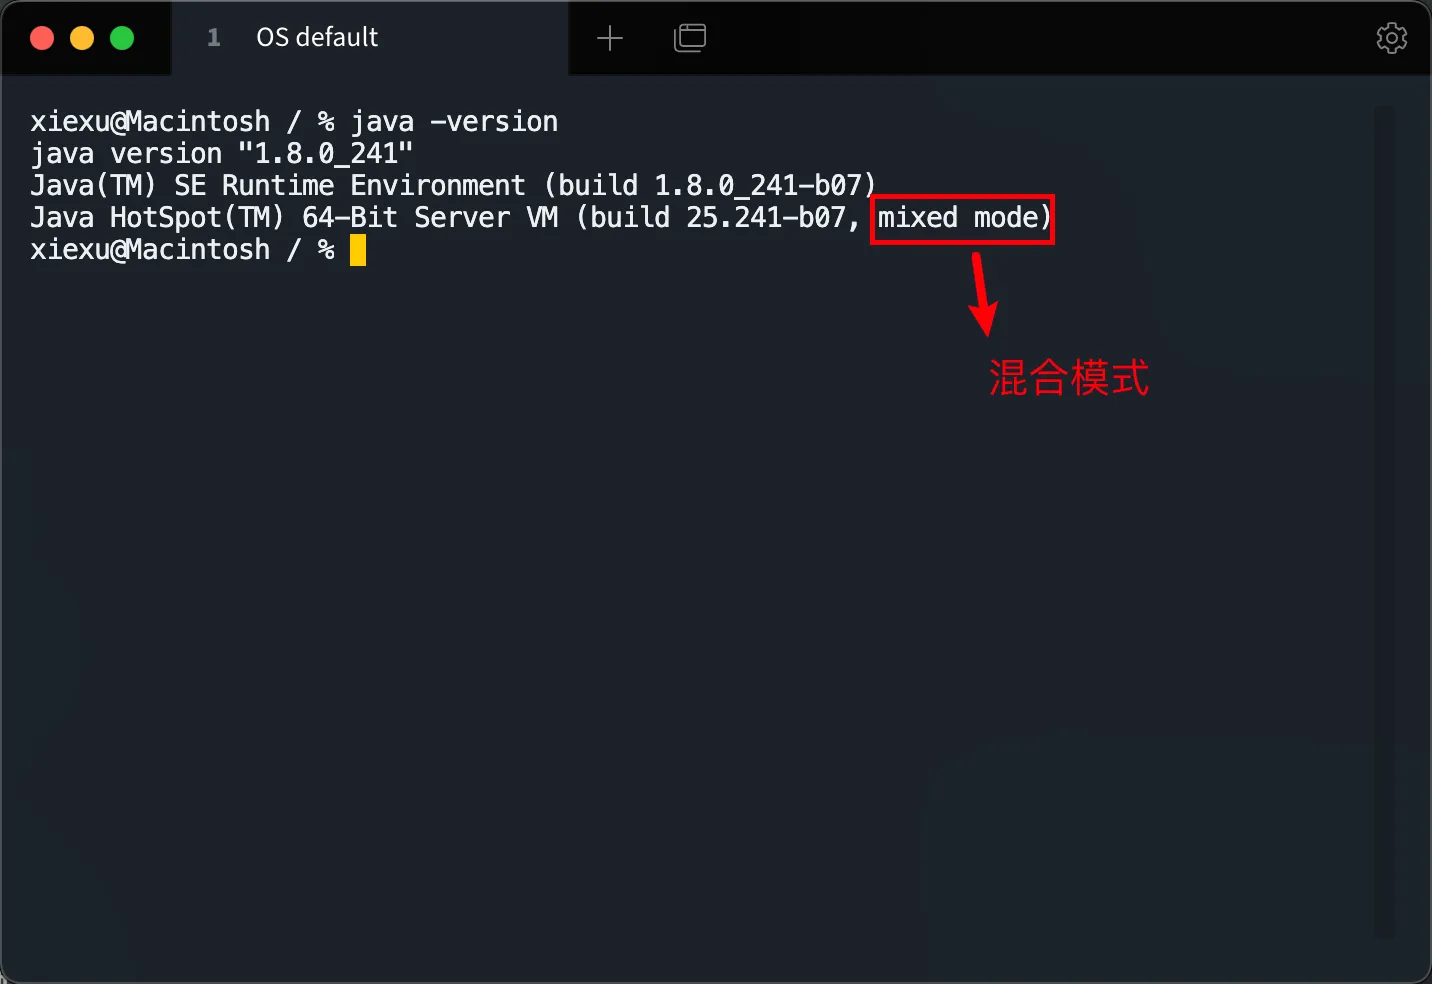 1 OS default
xiexu@Macintosh / % java -version
java version "1.8.0_241"
Java(TM) SE Runtime Environment (build 1.8.0_241-b07)
Java HotSpot(TM) 64-Bit Server VM (build 25.241-b07, mixed mode)
xiexu@Macintosh / %
混合模式